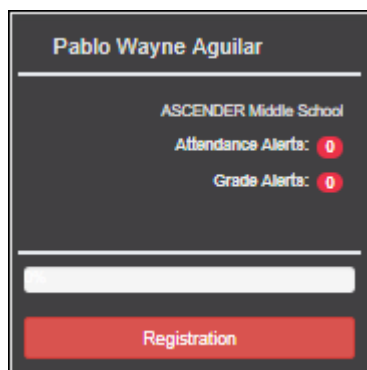 Pablo Wayne Aguilar
ASCENDER Middle School
Attendance Alerts: 0
Grade Alerts: 0
Registration